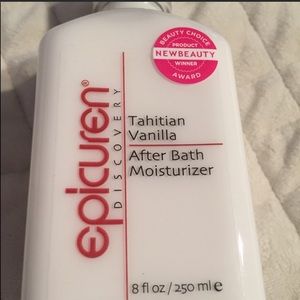 BEAUTY CHOICE
PRODUCT
NEWBEAUTY
WINNER
AWARD
epicuren®
DISCOVERY
Tahitian
Vanilla
After Bath
Moisturizer
8 fl oz / 250 ml e